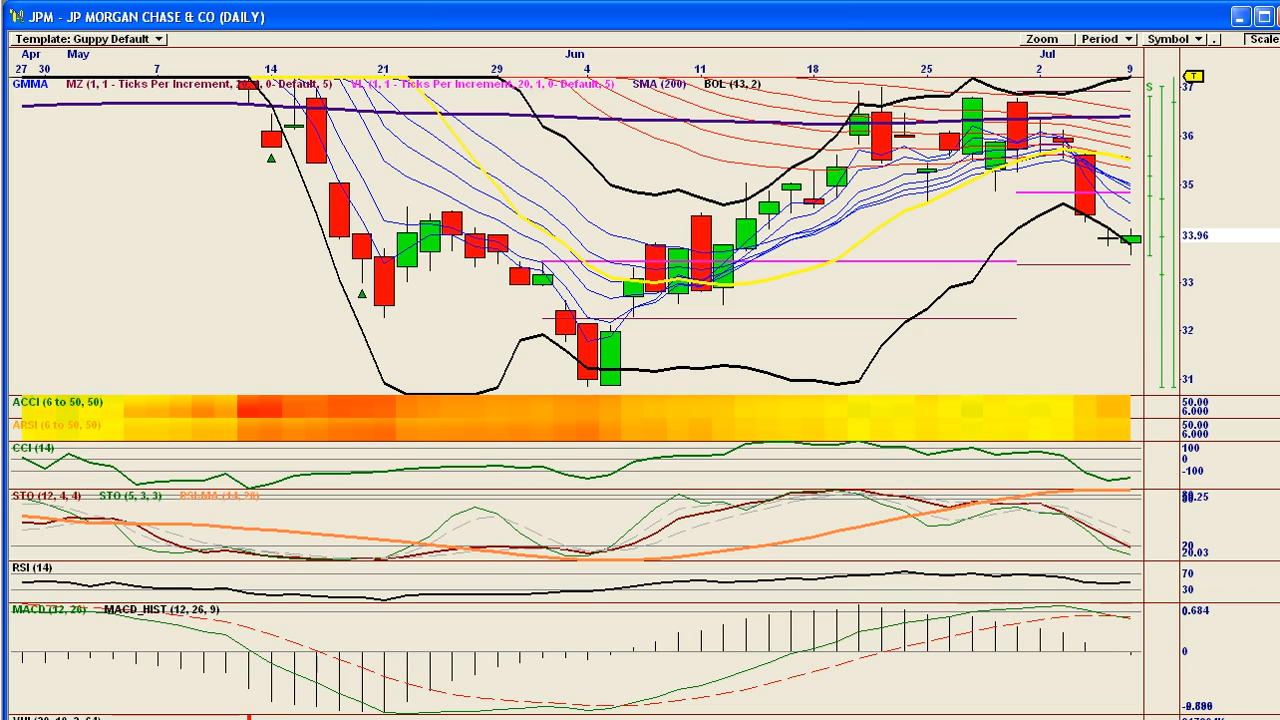 JPM - JP MORGAN CHASE & CO (DAILY)
Template: Guppy Default Zoom Period Symbol . Scale
Apr May Jun Jul
27 30 7 14 21 29 4 11 18 25 2 9
GMMA MZ (1, 1 - Ticks Per Increment, 20, 1, 0- Default, 5) VL (1, 1 - Ticks Per Increment, 20, 1, 0- Default, 5) SMA (200) BOL (13, 2)
T
S
37
36
35
33.96
33
32
31
ACCI (6 to 50, 50) 50.00
6.000
ARSI (6 to 50, 50) 50.00
6.000
CCI (14) 100
0
-100
STO (12, 4, 4) STO (5, 3, 3)
20
20.03
RSI (14)
70
30
MACD (12, 26) MACD_HIST (12, 26, 9) 0.684
0